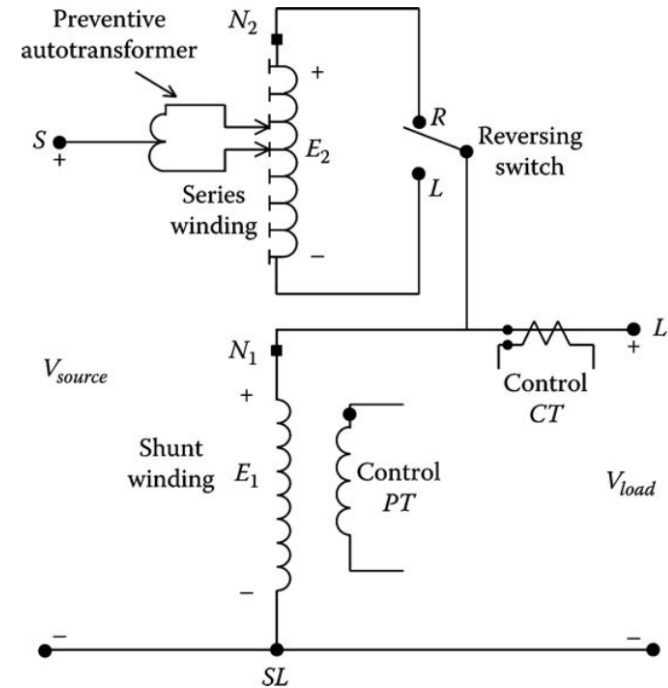 Preventive
autotransformer
N2
+
S
+
E2
R
Reversing
switch
L
Series
winding
−
L
+
N1
Control
CT
Vsource
+
Shunt
winding
E1
Control
PT
Vload
−
−
−
SL